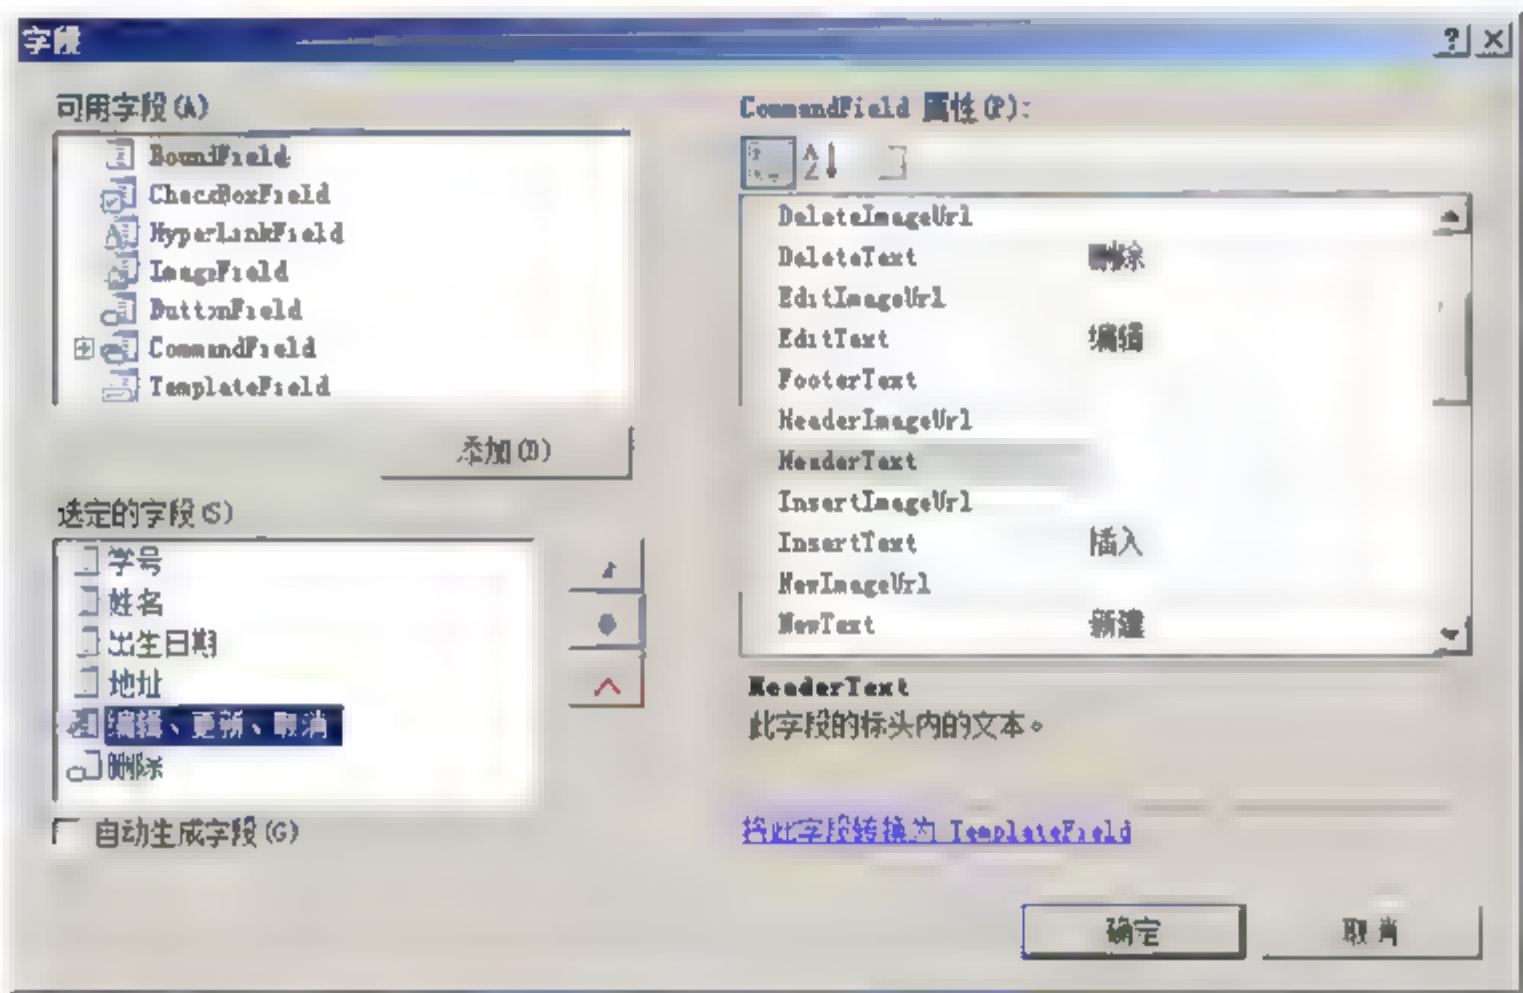 字段
可用字段(A)
BoundField
CheckBoxField
HyperLinkField
ImageField
ButtonField
CommandField
TemplateField
添加(D)
选定的字段(S)
学号
姓名
出生日期
地址
编辑、更新、取消
删除
自动生成字段(G)
CommandField 属性(P):
DeleteImageUrl
DeleteText 删除
EditImageUrl
EditText 编辑
FooterText
HeaderImageUrl
HeaderText
InsertImageUrl
InsertText 插入
NewImageUrl
NewText 新建
HeaderText
此字段的标头内的文本。
将此字段转换为 TemplateField
确定
取消